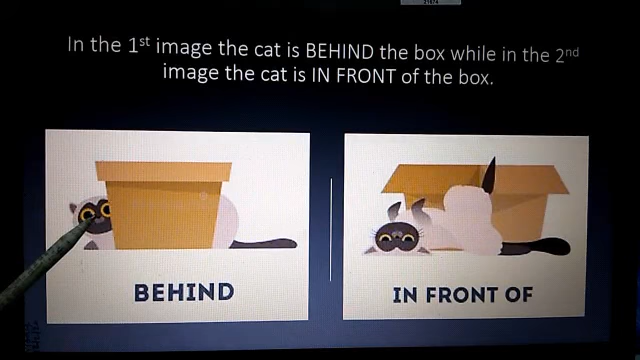 In the 1st image the cat is BEHIND the box while in the 2nd
image the cat is IN FRONT of the box.
BEHIND
IN FRONT OF